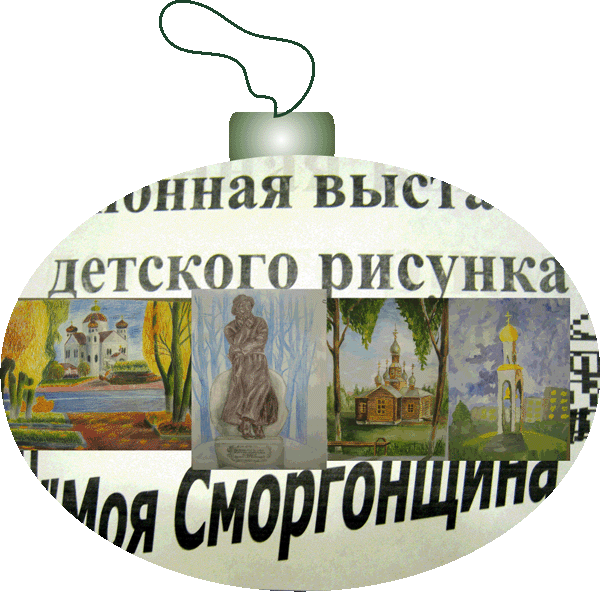 онная выста
детского рисунка
Моя Сморгонщина